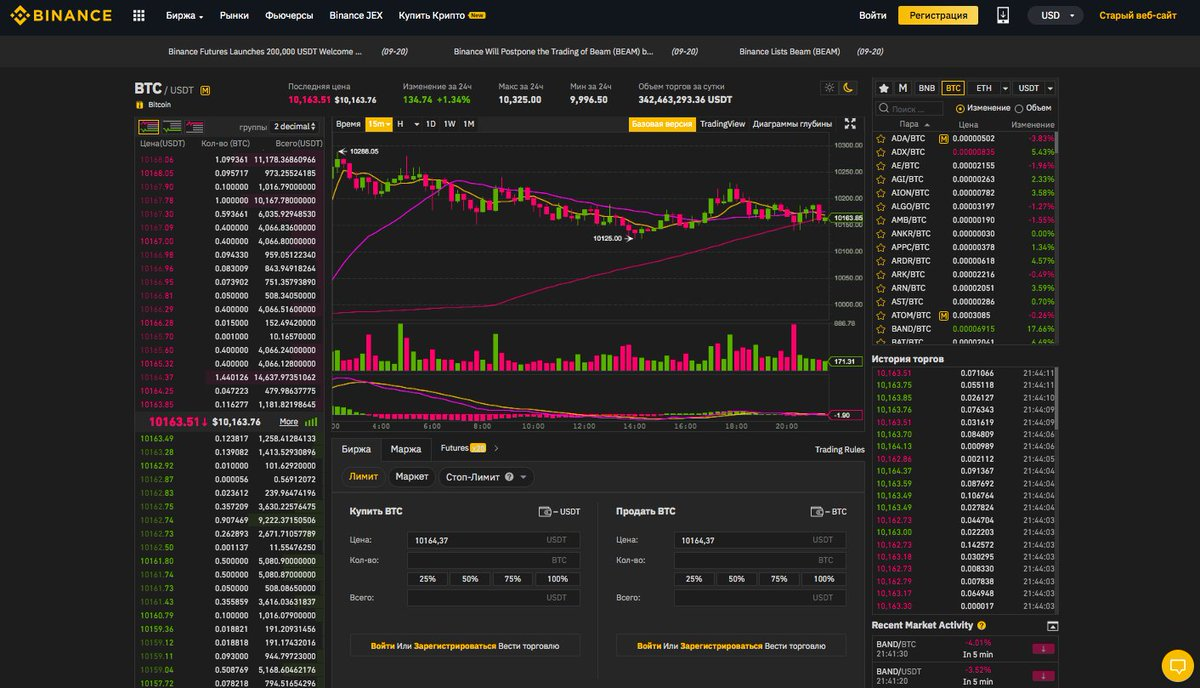 BINANCE
Биржа
Рынки
Фьючерсы
Binance JEX
Купить Крипто New
Войти
Регистрация
USD
Старый веб-сайт
Binance Futures Launches 200,000 USDT Welcome ... (09-20)
Binance Will Postpone the Trading of Beam (BEAM) b... (09-20)
Binance Lists Beam (BEAM) (09-20)
BTC / USDT M
Bitcoin
Последняя цена
10,163.51 $10,163.76
Изменение за 24ч
134.74 +1.34%
Макс за 24ч
10,325.00
Мин за 24ч
9,996.50
Объем торгов за сутки
342,463,293.36 USDT
группы 2 decimal
Цена(USDT) Кол-во (BTC) Всего(USDT)
10168.06 1.099361 11,178.36860966
10168.05 0.095717 973.25524185
10167.90 0.100000 1,016.79000000
10167.78 1.000000 10,167.78000000
10167.30 0.593661 6,035.92948530
10167.09 0.400000 4,066.83600000
10167.00 0.400000 4,066.80000000
10166.98 0.094330 959.05122340
10166.96 0.083009 843.94918264
10166.95 0.073902 751.35793890
10166.81 0.050000 508.34050000
10166.29 0.400000 4,066.51600000
10166.28 0.015000 152.49420000
10165.70 0.001000 10.16570000
10165.60 0.400000 4,066.24000000
10165.32 0.400000 4,066.12800000
10164.37 1.440126 14,637.97351062
10164.25 0.047223 479.98637775
10163.85 0.116277 1,181.82198645
10163.51↓ $10,163.76 More
10163.49 0.123817 1,258.41284133
10163.28 0.139082 1,413.52930896
10162.92 0.010000 101.62920000
10162.87 0.000056 0.56912072
10162.83 0.023612 239.96474196
10162.75 0.357209 3,630.22576475
10162.74 0.907469 9,222.37150506
10162.73 0.262893 2,671.71057789
10162.50 0.001137 11.55476250
10161.80 0.500000 5,080.90000000
10161.74 0.500000 5,080.87000000
10161.73 0.050000 508.08650000
10161.43 0.355859 3,616.03631837
10160.79 0.100000 1,016.07900000
10159.36 0.018821 191.20931456
10159.12 0.018818 191.17432016
10159.11 0.093000 944.79723000
10159.04 0.508769 5,168.60462176
10157.72 0.078218 794.51654296
Время 15m H 1D 1W 1M
Базовая версия TradingView Диаграммы глубины
10288.05
10125.00
10300.00
10250.00
10200.00
10163.85
10150.00
10100.00
10050.00
10000.00
886.78
171.31
-1.90
:00 4:00 6:00 8:00 10:00 12:00 14:00 16:00 18:00 20:00
Биржа Маржа Futures
Trading Rules
Лимит Маркет Стоп-Лимит
Купить BTC – USDT
Цена: 10164,37 USDT
Кол-во: BTC
25% 50% 75% 100%
Всего: USDT
Войти Или Зарегистрироваться Вести торговлю
Продать BTC – BTC
Цена: 10164,37 USDT
Кол-во: BTC
25% 50% 75% 100%
Всего: USDT
Войти Или Зарегистрироваться Вести торговлю
M BNB BTC ETH USDT
Поиск ... Изменение Объем
Пара Цена Изменение
ADA/BTC M 0.00000502 -3.83%
ADX/BTC 0.00000835 5.43%
AE/BTC 0.00002155 -1.96%
AGI/BTC 0.00000263 2.33%
AION/BTC 0.00000782 3.58%
ALGO/BTC 0.00003197 -1.27%
AMB/BTC 0.00000190 -1.55%
ANKR/BTC 0.00000030 0.00%
APPC/BTC 0.00000378 1.34%
ARDR/BTC 0.00000618 4.57%
ARK/BTC 0.00002216 -0.49%
ARN/BTC 0.00002051 3.59%
AST/BTC 0.00000286 0.70%
ATOM/BTC M 0.0003085 -0.26%
BAND/BTC 0.00006915 17.66%
BAT/BTC 0.00002041 6.69%
История торгов
10,163.51 0.071066 21:44:11
10,163.75 0.055118 21:44:10
10,163.85 0.026127 21:44:10
10,163.76 0.076343 21:44:09
10,163.51 0.031619 21:44:09
10,163.70 0.084809 21:44:06
10,164.13 0.000989 21:44:06
10,162.86 0.002112 21:44:05
10,164.37 0.091367 21:44:04
10,163.59 0.087692 21:44:04
10,163.49 0.106764 21:44:04
10,163.49 0.027824 21:44:04
10,162.73 0.044704 21:44:03
10,163.00 0.022203 21:44:03
10,162.73 0.142572 21:44:03
10,163.18 0.030295 21:44:03
10,162.73 0.008330 21:44:03
10,162.79 0.007838 21:44:03
10,163.17 0.064948 21:44:03
10,163.30 0.000017 21:44:03
Recent Market Activity
BAND/BTC -4.01%
21:41:30 In 5 min
BAND/USDT -3.52%
21:41:20 In 5 min